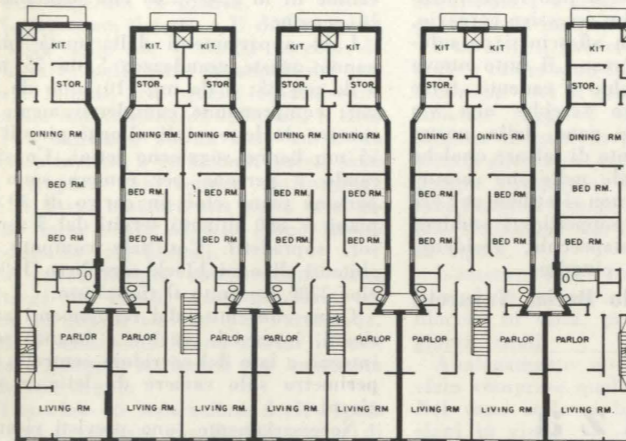 KIT. KIT. KIT. KIT. KIT. KIT. KIT. KIT.
STOR. STOR. STOR. STOR. STOR. STOR. STOR.
DINING RM DINING RM. DINING RM. DINING RM. DINING RM. DINING RM. DINING RM. DINING RM.
BED RM. BED RM. BED RM. BED RM. BED RM. BED RM. BED RM. BED RM.
BED RM. BED RM. BED RM. BED RM. BED RM. BED RM. BED RM. BED RM.
PARLOR PARLOR PARLOR PARLOR PARLOR PARLOR PARLOR PARLOR
LIVING RM. LIVING RM. LIVING RM. LIVING RM. LIVING RM. LIVING RM. LIVING RM. LIVING RM.